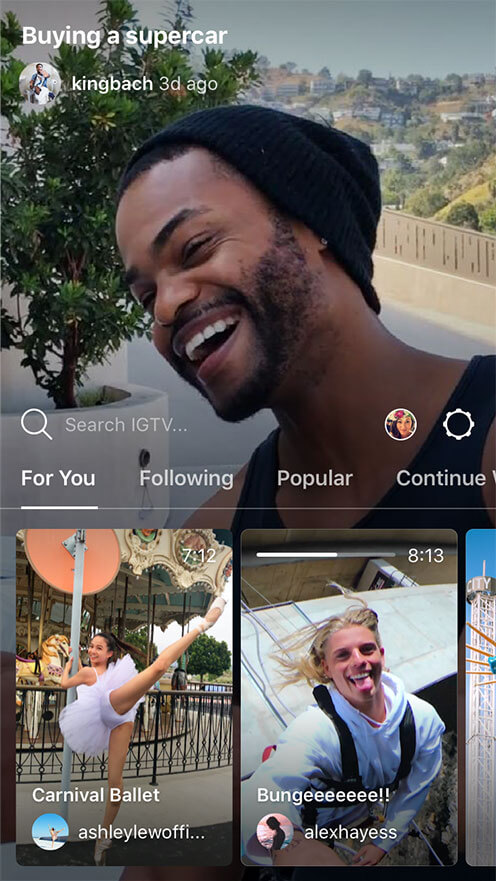 Buying a supercar
kingbach 3d ago
Search IGTV...
For You Following Popular Continue
7:12
8:13
CITY
Carnival Ballet
ashleylewoffi...
Bungeeeeeee!!
alexhayess